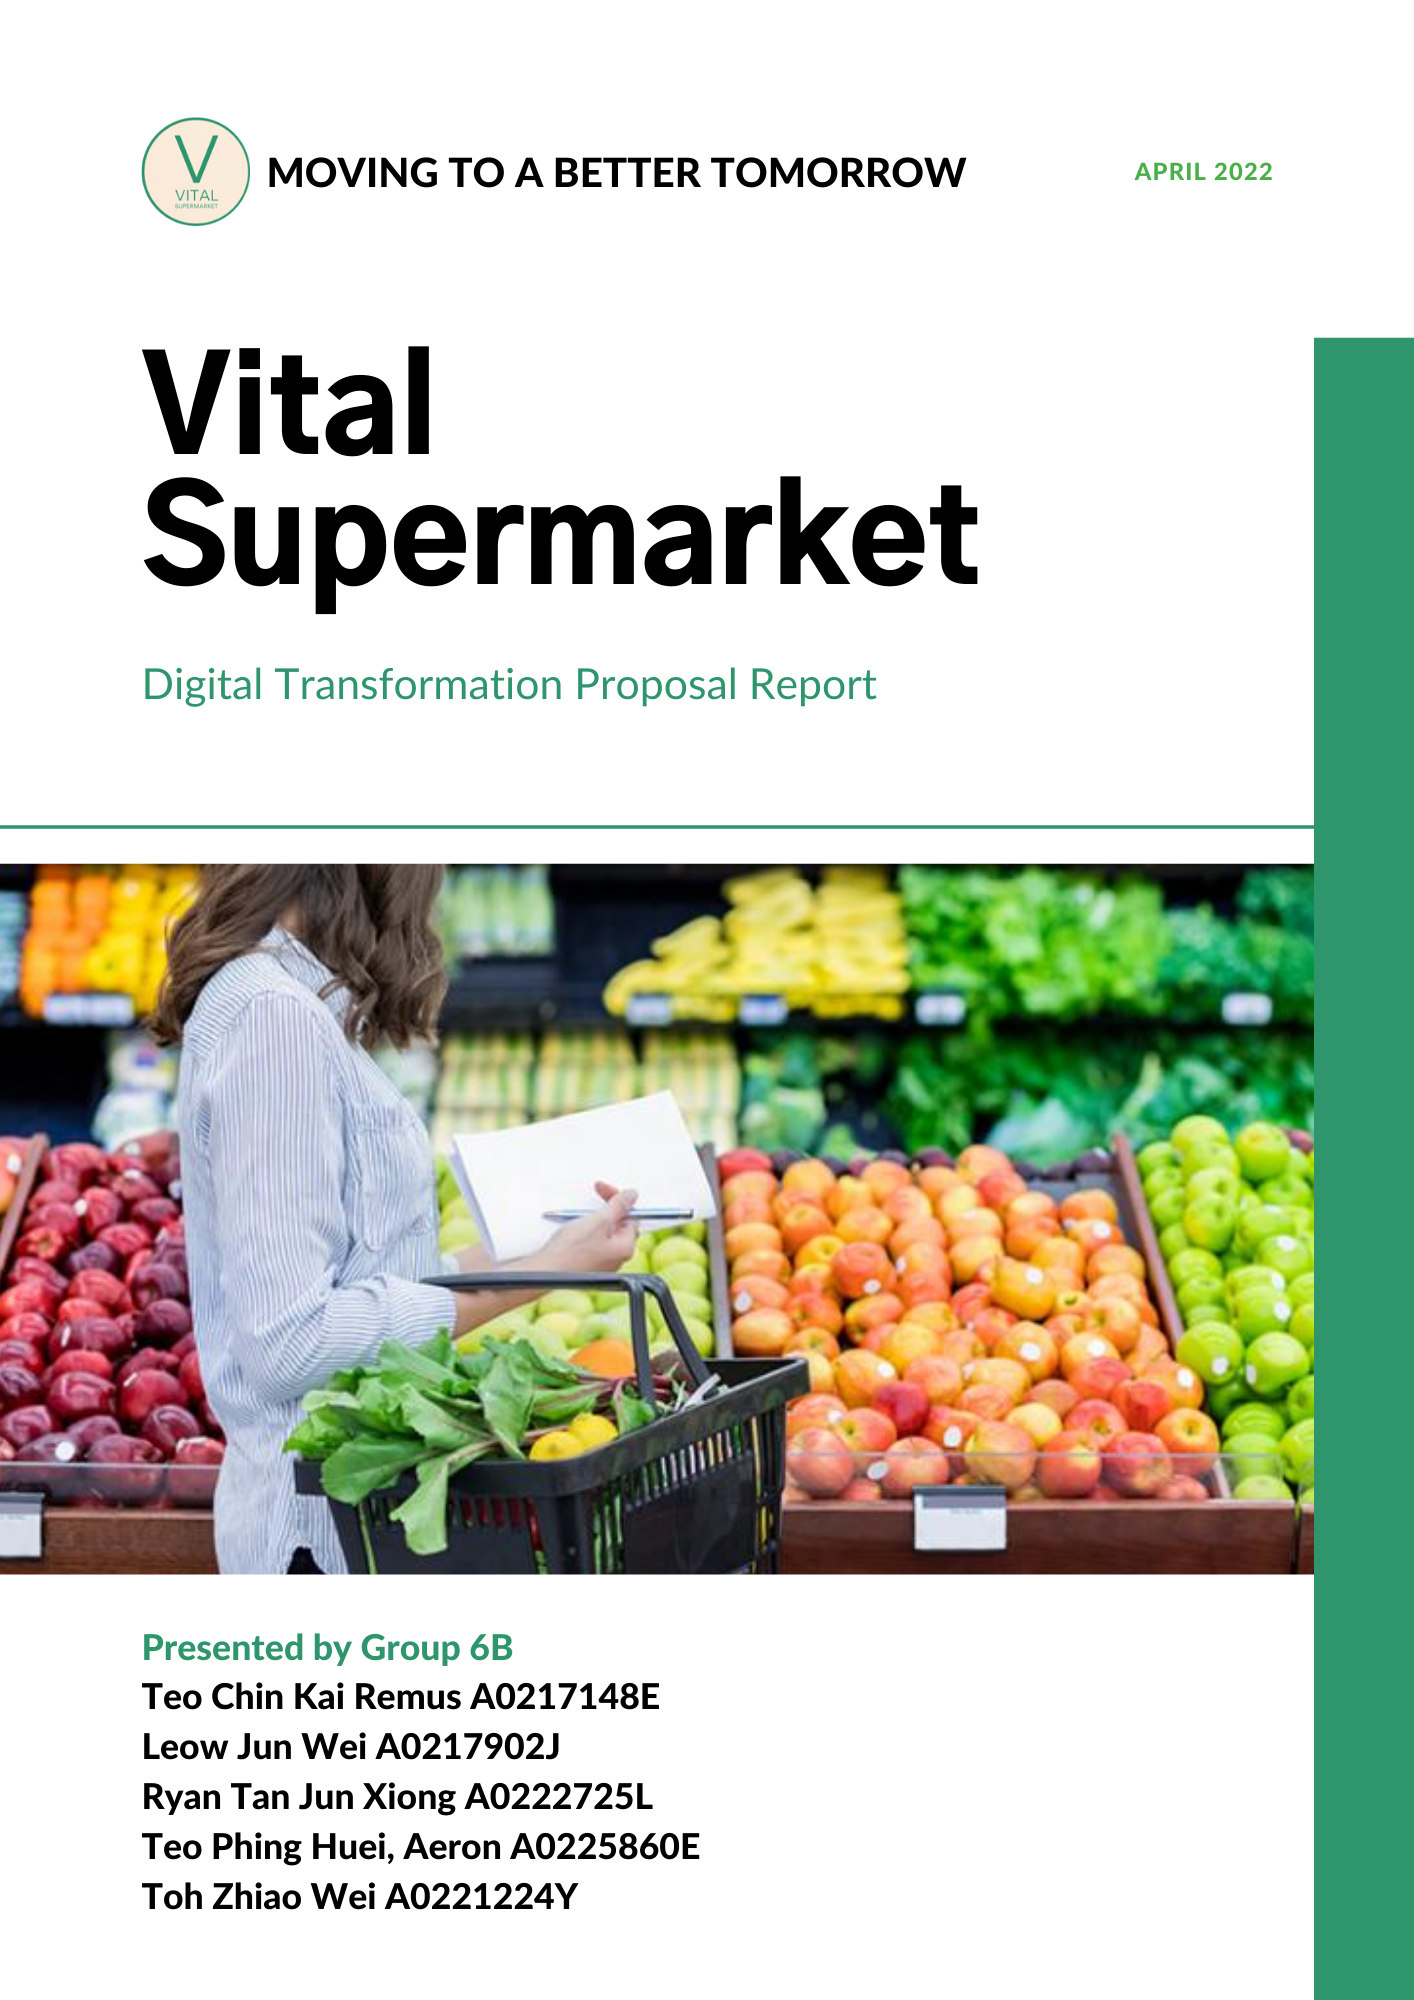 V
VITAL
SUPERMARKET
MOVING TO A BETTER TOMORROW
APRIL 2022
Vital
Supermarket
Digital Transformation Proposal Report
Presented by Group 6B
Teo Chin Kai Remus A0217148E
Leow Jun Wei A0217902J
Ryan Tan Jun Xiong A0222725L
Teo Phing Huei, Aeron A0225860E
Toh Zhiao Wei A0221224Y